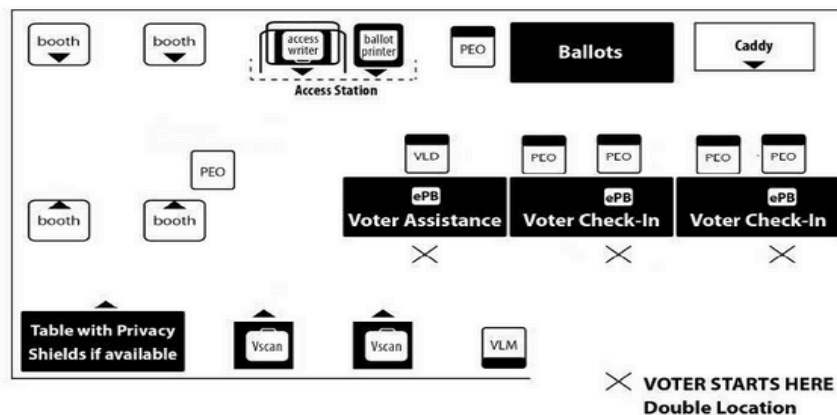 booth
booth
access
writer
ballot
printer
PEO
Ballots
Caddy
Access Station
PEO
VLD
PEO
PEO
PEO
PEO
ePB
ePB
ePB
Voter Assistance
Voter Check-In
Voter Check-In
booth
booth
Table with Privacy
Shields if available
Vscan
Vscan
VLM
VOTER STARTS HERE
Double Location